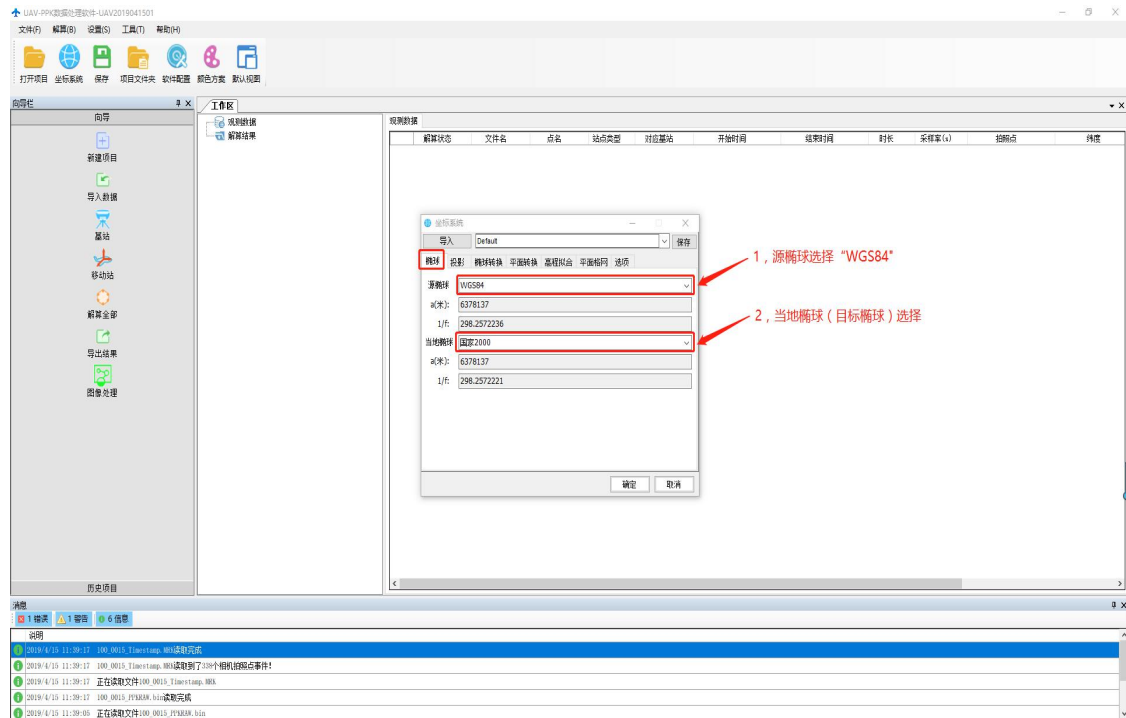 UAV-PPK数据处理软件-UAV2019041501
文件(F) 解算(B) 设置(S) 工具(T) 帮助(H)
打开项目 坐标系统 保存 项目文件夹 软件配置 颜色方案 默认视图
向导栏
向导
新建项目
导入数据
基站
移动站
解算全部
导出结果
图像处理
历史项目
工作区
观测数据
解算结果
观测数据
解算状态 文件名 点名 站点类型 对应基站 开始时间 结束时间 时长 采样率(s) 拍照点 纬度
坐标系统
导入 Default 保存
椭球 投影 椭球转换 平面转换 高程拟合 平面格网 选项
源椭球 WGS84
a(米): 6378137
1/f: 298.2572236
当地椭球 国家2000
a(米): 6378137
1/f: 298.2572221
确定 取消
1，源椭球选择“WGS84"
2，当地椭球（目标椭球）选择
消息
1 错误 1 警告 6 信息
说明
2019/4/15 11:39:17 100_0015_Timestamp.MRK读取完成
2019/4/15 11:39:17 100_0015_Timestamp.MRK读取到了339个相机拍照点事件!
2019/4/15 11:39:17 正在读取文件100_0015_Timestamp.MRK
2019/4/15 11:39:17 100_0015_PPKRAW.bin读取完成
2019/4/15 11:39:05 正在读取文件100_0015_PPKRAW.bin